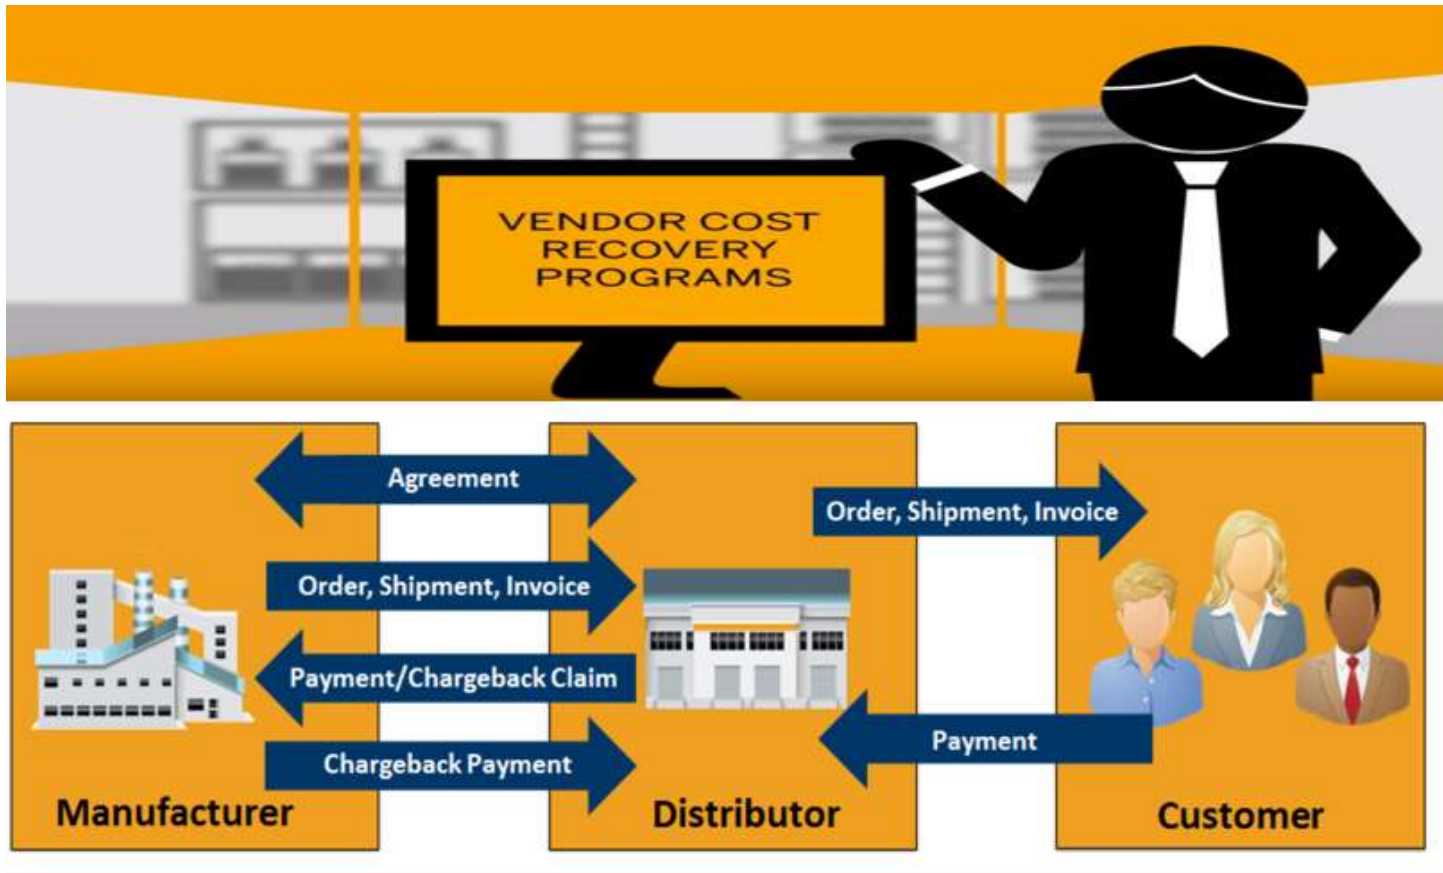 VENDOR COST
RECOVERY
PROGRAMS
Agreement
Order, Shipment, Invoice
Order, Shipment, Invoice
Payment/Chargeback Claim
Payment
Chargeback Payment
Manufacturer
Distributor
Customer